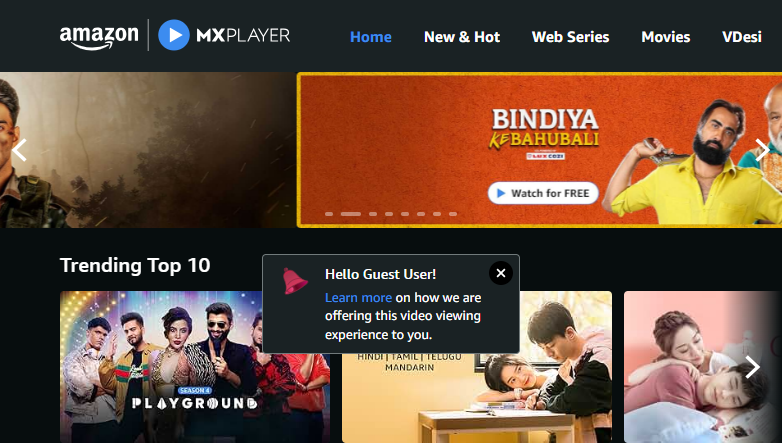 amazon MXPLAYER Home New & Hot Web Series Movies VDesi
BINDIYA
KE BAHUBALI
Watch for FREE
Trending Top 10
Hello Guest User!
Learn more on how we are
offering this video viewing
experience to you.
HINDI | TAMIL | TELUGU
MANDARIN
SEASON 4
PLAYGROUND